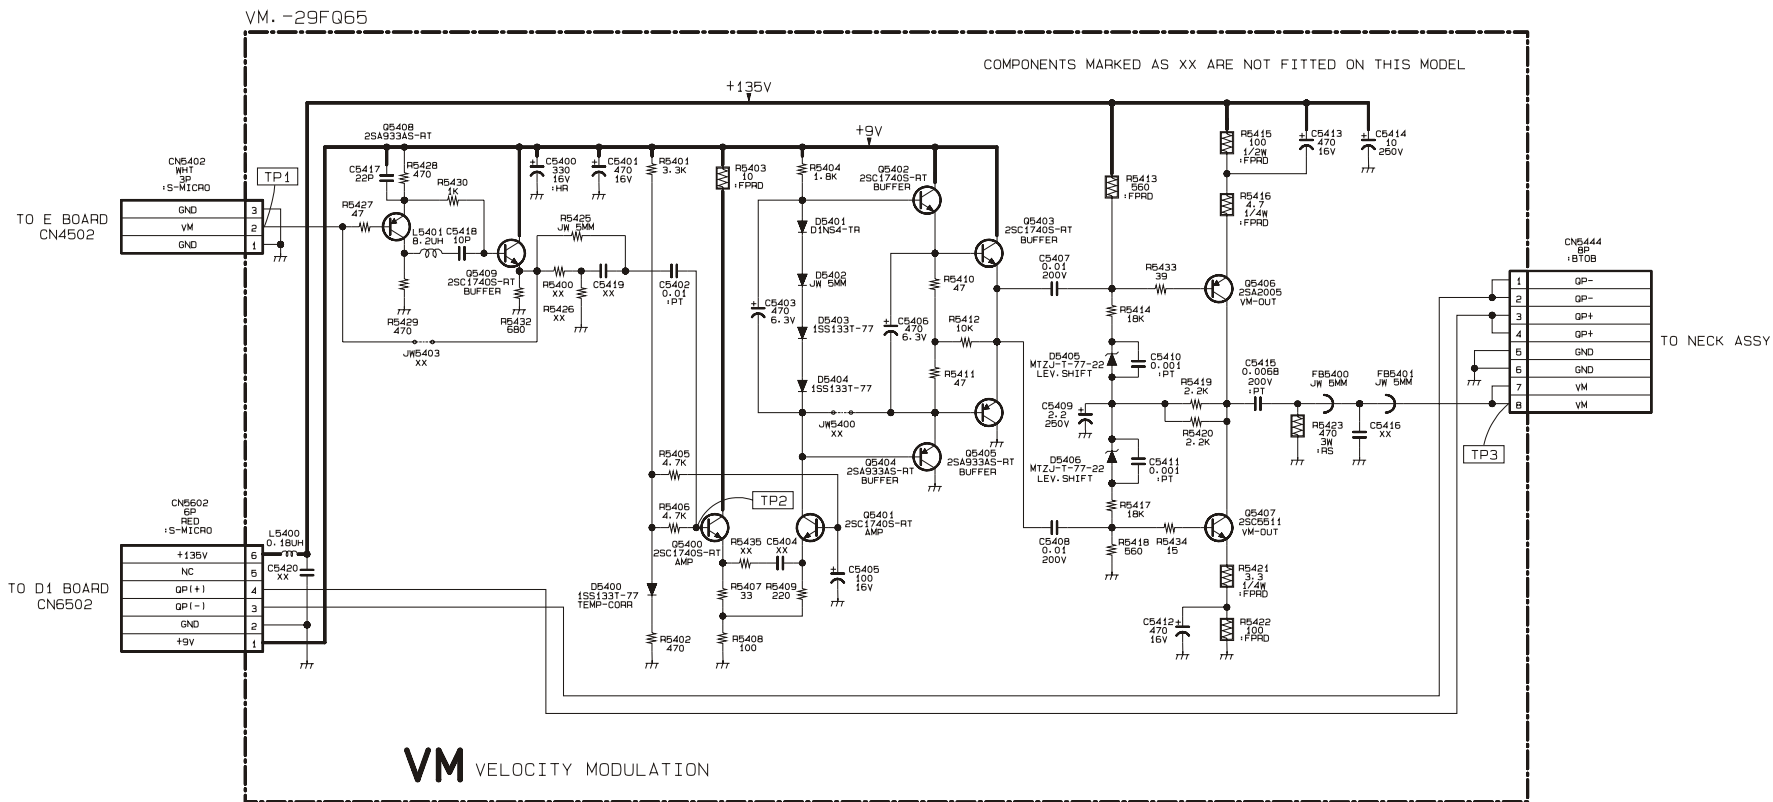 VM. -29FQ65
COMPONENTS MARKED AS XX ARE NOT FITTED ON THIS MODEL
+135V
+9V
CN5402
WHT
3P
:S-MICRO
TP1
TO E BOARD
CN4502
GND 3
VM 2
GND 1
Q5408
2SA933AS-RT
C5417
22P
R5428
470
R5430
1K
R5427
47
L5401
8.2UH
C5418
10P
Q5409
2SC1740S-RT
BUFFER
R5429
470
JW5403
XX
R5432
680
C5400
330
16V
:HR
C5401
470
16V
R5425
JW 5MM
R5400
XX
C5419
XX
R5426
XX
C5402
0.01
:PT
R5401
3.3K
R5403
10
:FPRD
R5404
1.8K
D5401
D1NS4-TR
D5402
JW 5MM
D5403
1SS133T-77
D5404
1SS133T-77
C5403
470
6.3V
JW5400
XX
Q5402
2SC1740S-RT
BUFFER
Q5403
2SC1740S-RT
BUFFER
R5410
47
C5406
470
6.3V
R5412
10K
R5411
47
Q5404
2SA933AS-RT
BUFFER
Q5405
2SA933AS-RT
BUFFER
R5405
4.7K
R5406
4.7K
TP2
Q5400
2SC1740S-RT
AMP
Q5401
2SC1740S-RT
AMP
R5435
XX
C5404
XX
R5407
33
R5409
220
C5405
100
16V
D5400
1SS133T-77
TEMP-CORR
R5402
470
R5408
100
C5407
0.01
200V
C5408
0.01
200V
R5413
560
:FPRD
R5433
39
R5414
18K
D5405
MTZJ-T-77-22
LEV.SHIFT
C5410
0.001
:PT
C5409
2.2
250V
D5406
MTZJ-T-77-22
LEV.SHIFT
C5411
0.001
:PT
R5417
18K
R5418
560
R5434
15
R5419
2.2K
R5420
2.2K
R5415
100
1/2W
:FPRD
R5416
4.7
1/4W
:FPRD
C5413
470
16V
C5414
10
250V
Q5406
2SA2005
VM-OUT
C5415
0.0068
200V
:PT
FB5400
JW 5MM
FB5401
JW 5MM
R5423
470
3W
:RS
C5416
XX
Q5407
2SC5511
VM-OUT
R5421
3.3
1/4W
:FPRD
C5412
470
16V
R5422
100
:FPRD
CN5444
8P
:BTOB
1 QP-
2 QP-
3 QP+
4 QP+
5 GND
6 GND
7 VM
8 VM
TO NECK ASSY
TP3
CN5602
6P
RED
:S-MICRO
L5400
0.18UH
C5420
XX
TO D1 BOARD
CN6502
+135V 6
NC 5
QP(+) 4
QP(-) 3
GND 2
+9V 1
VM VELOCITY MODULATION